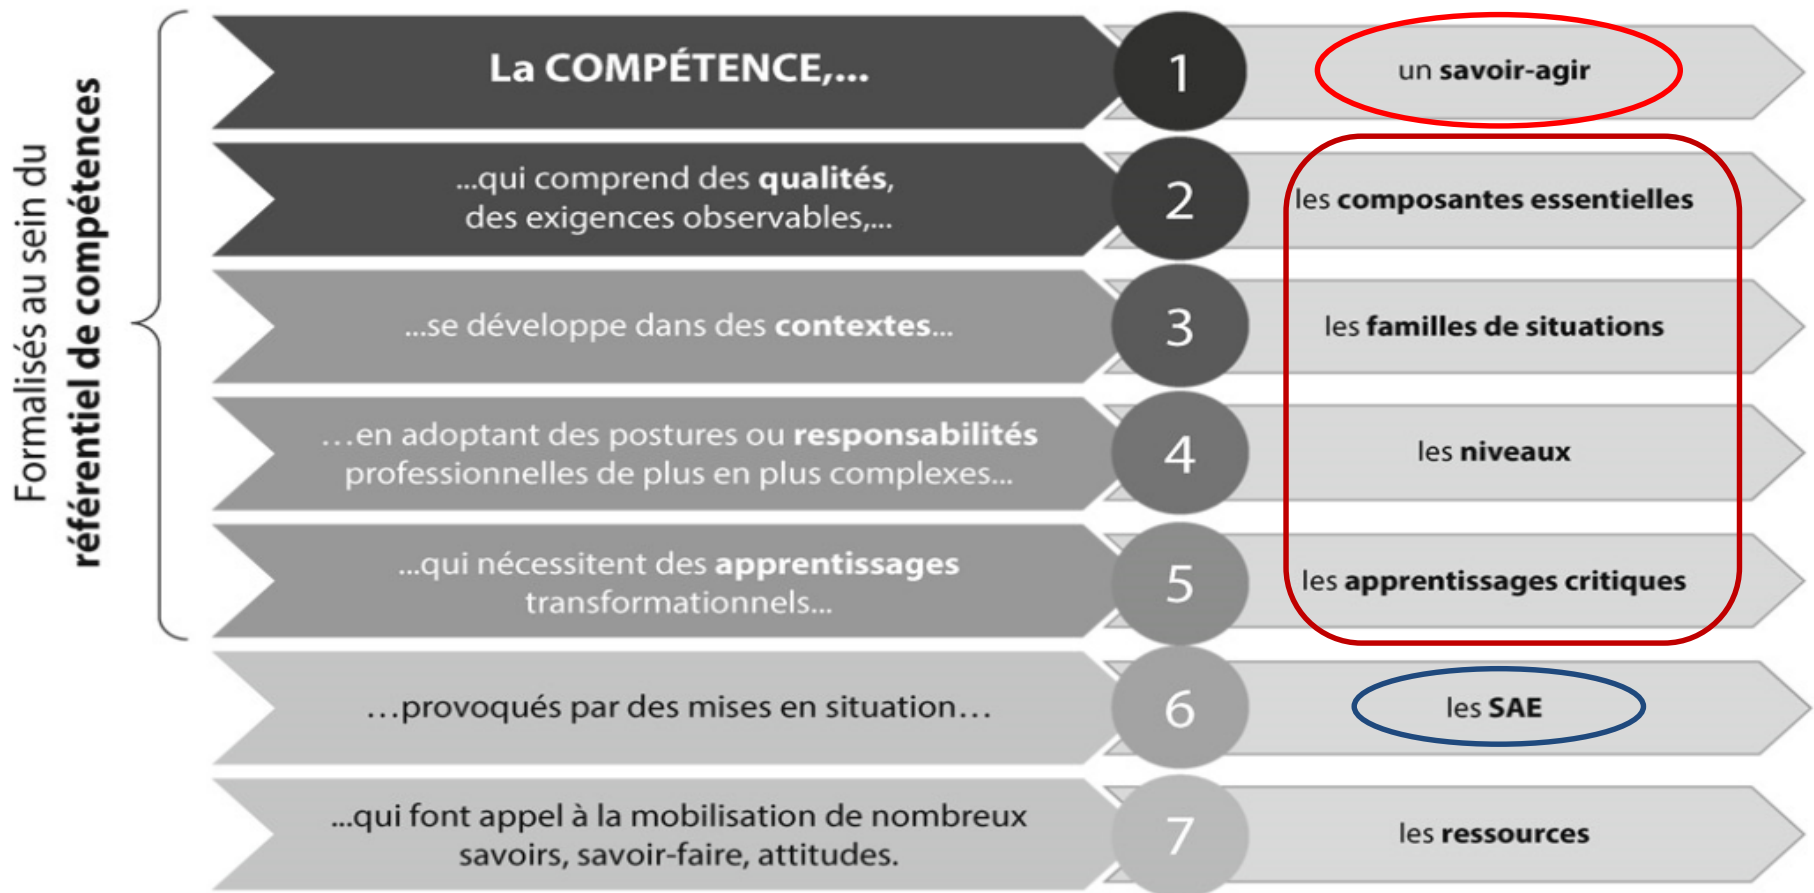 Formalisés au sein du
référentiel de compétences
La COMPÉTENCE,...
1
un savoir-agir
...qui comprend des qualités,
des exigences observables,...
2
les composantes essentielles
...se développe dans des contextes...
3
les familles de situations
...en adoptant des postures ou responsabilités
professionnelles de plus en plus complexes...
4
les niveaux
...qui nécessitent des apprentissages
transformationnels...
5
les apprentissages critiques
...provoqués par des mises en situation...
6
les SAE
...qui font appel à la mobilisation de nombreux
savoirs, savoir-faire, attitudes.
7
les ressources